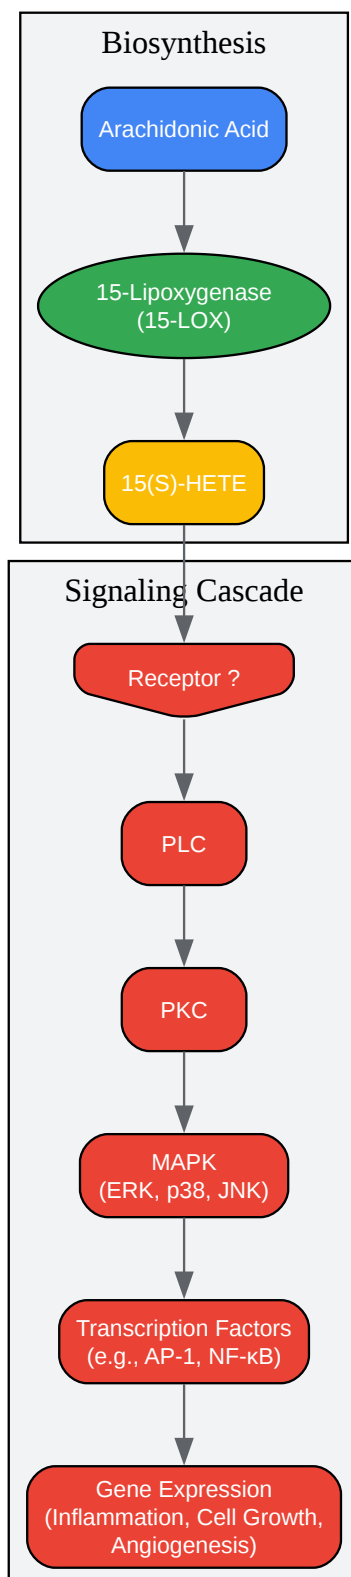 Biosynthesis
Arachidonic Acid
15-Lipoxygenase
(15-LOX)
15(S)-HETE
Signaling Cascade
Receptor ?
PLC
PKC
MAPK
(ERK, p38, JNK)
Transcription Factors
(e.g., AP-1, NF-κB)
Gene Expression
(Inflammation, Cell Growth,
Angiogenesis)